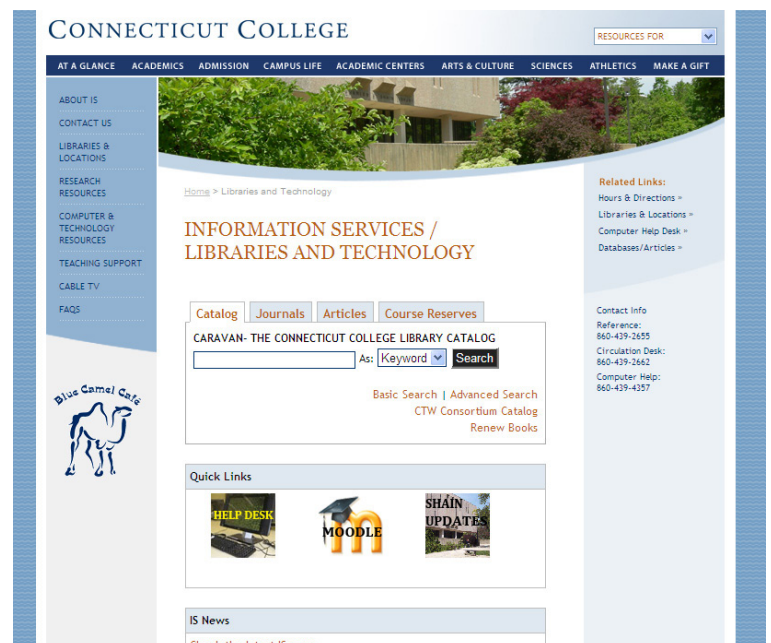 CONNECTICUT COLLEGE
RESOURCES FOR
AT A GLANCE ACADEMICS ADMISSION CAMPUS LIFE ACADEMIC CENTERS ARTS & CULTURE SCIENCES ATHLETICS MAKE A GIFT
ABOUT IS
CONTACT US
LIBRARIES &
LOCATIONS
RESEARCH
RESOURCES
COMPUTER &
TECHNOLOGY
RESOURCES
TEACHING SUPPORT
CABLE TV
FAQS
Blue Camel Café
Home > Libraries and Technology
INFORMATION SERVICES /
LIBRARIES AND TECHNOLOGY
Catalog Journals Articles Course Reserves
CARAVAN- THE CONNECTICUT COLLEGE LIBRARY CATALOG
As: Keyword Search
Basic Search | Advanced Search
CTW Consortium Catalog
Renew Books
Quick Links
HELP DESK
MOODLE
SHAIN
UPDATES
IS News
Related Links:
Hours & Directions »
Libraries & Locations »
Computer Help Desk »
Databases/Articles »
Contact Info
Reference:
860-439-2655
Circulation Desk:
860-439-2662
Computer Help:
860-439-4357